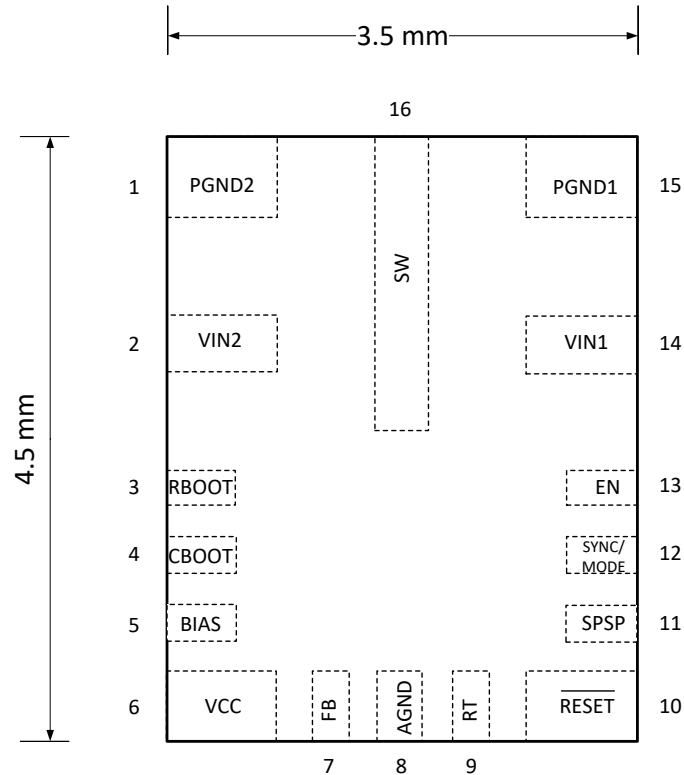 3.5 mm
16
1 PGND2 PGND1 15
SW
2 VIN2 VIN1 14
4.5 mm
3 RBOOT EN 13
4 CBOOT SYNC/
MODE 12
5 BIAS SPSP 11
6 VCC FB AGND RT RESET 10
7 8 9